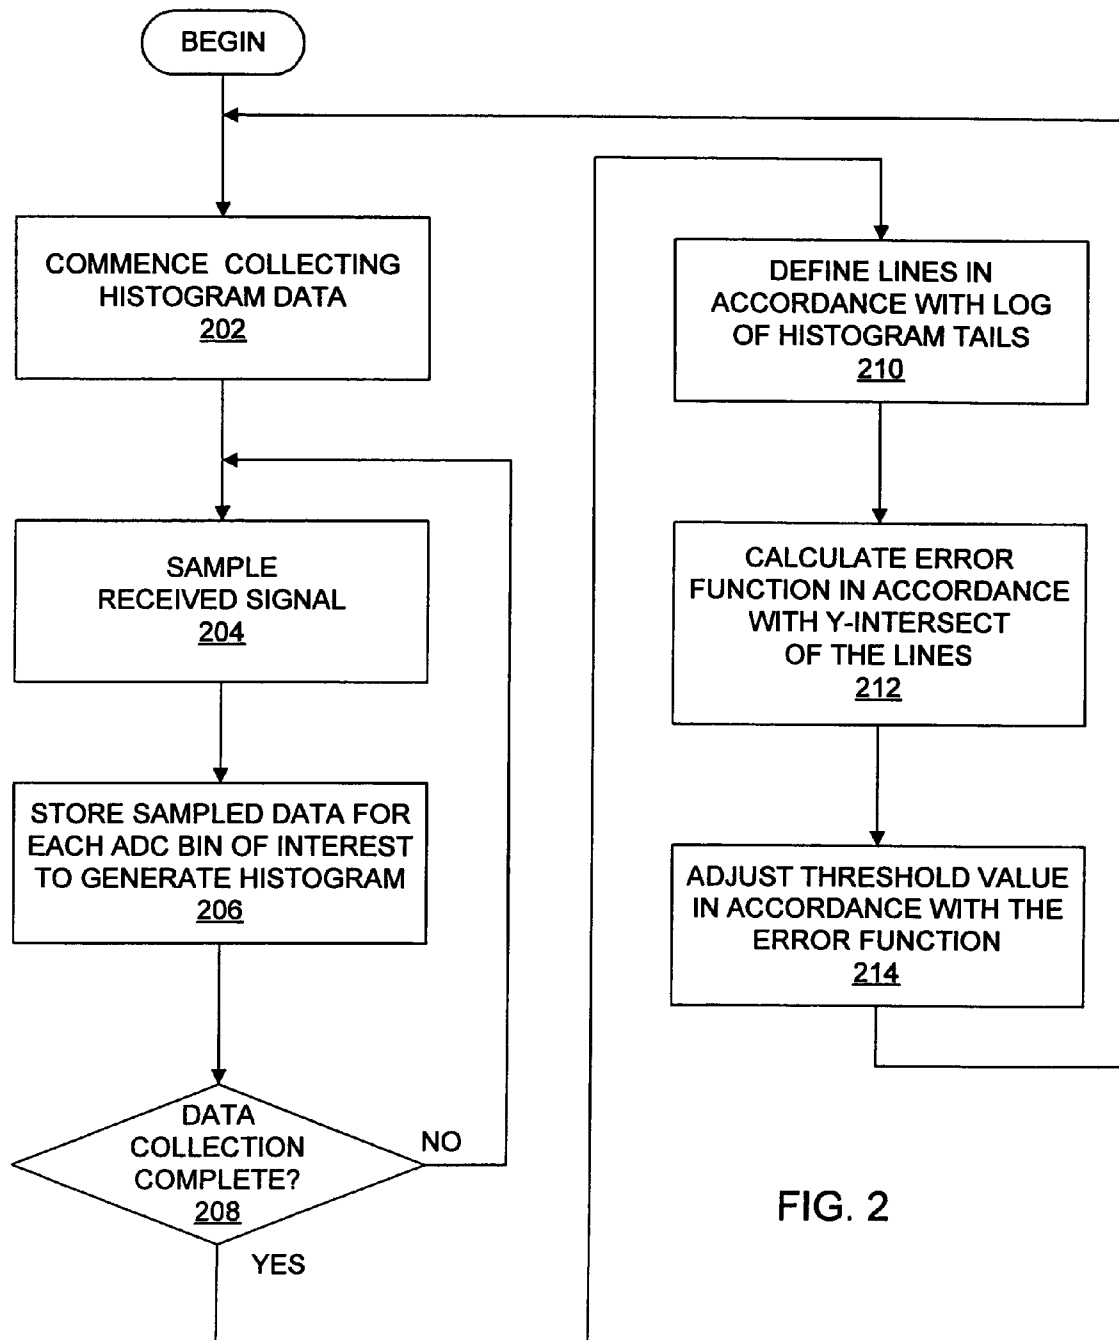 BEGIN
COMMENCE COLLECTING
HISTOGRAM DATA
202
SAMPLE
RECEIVED SIGNAL
204
STORE SAMPLED DATA FOR
EACH ADC BIN OF INTEREST
TO GENERATE HISTOGRAM
206
DATA
COLLECTION
COMPLETE?
208
NO
YES
DEFINE LINES IN
ACCORDANCE WITH LOG
OF HISTOGRAM TAILS
210
CALCULATE ERROR
FUNCTION IN ACCORDANCE
WITH Y-INTERSECT
OF THE LINES
212
ADJUST THRESHOLD VALUE
IN ACCORDANCE WITH THE
ERROR FUNCTION
214
FIG. 2